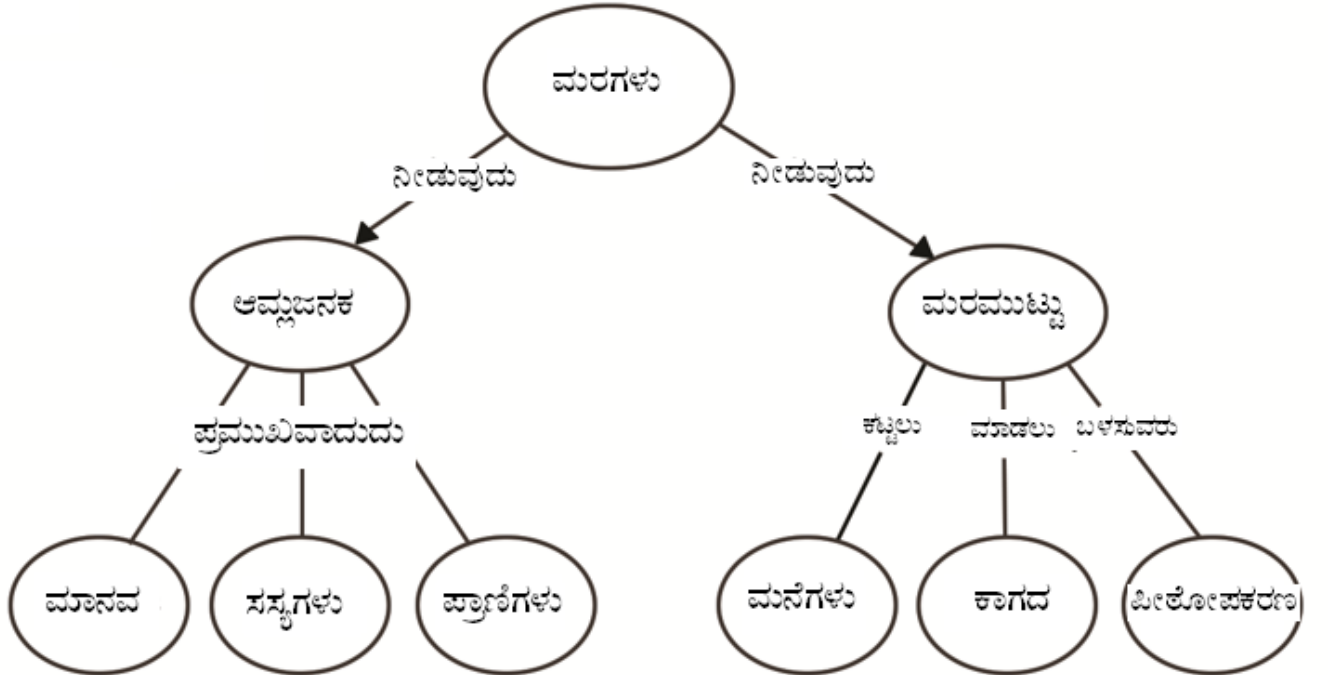 ಮರಗಳು
ನೀಡುವುದು
ನೀಡುವುದು
ಆಮ್ಲಜನಕ
ಮರಮುಟ್ಟು
ಪ್ರಮುಖವಾದುದು
ಕಟ್ಟಲು
ಮಾಡಲು
ಬಳಸುವರು
ಮಾನವ
ಸಸ್ಯಗಳು
ಪ್ರಾಣಿಗಳು
ಮನೆಗಳು
ಕಾಗದ
ಪೀಠೋಪಕರಣ